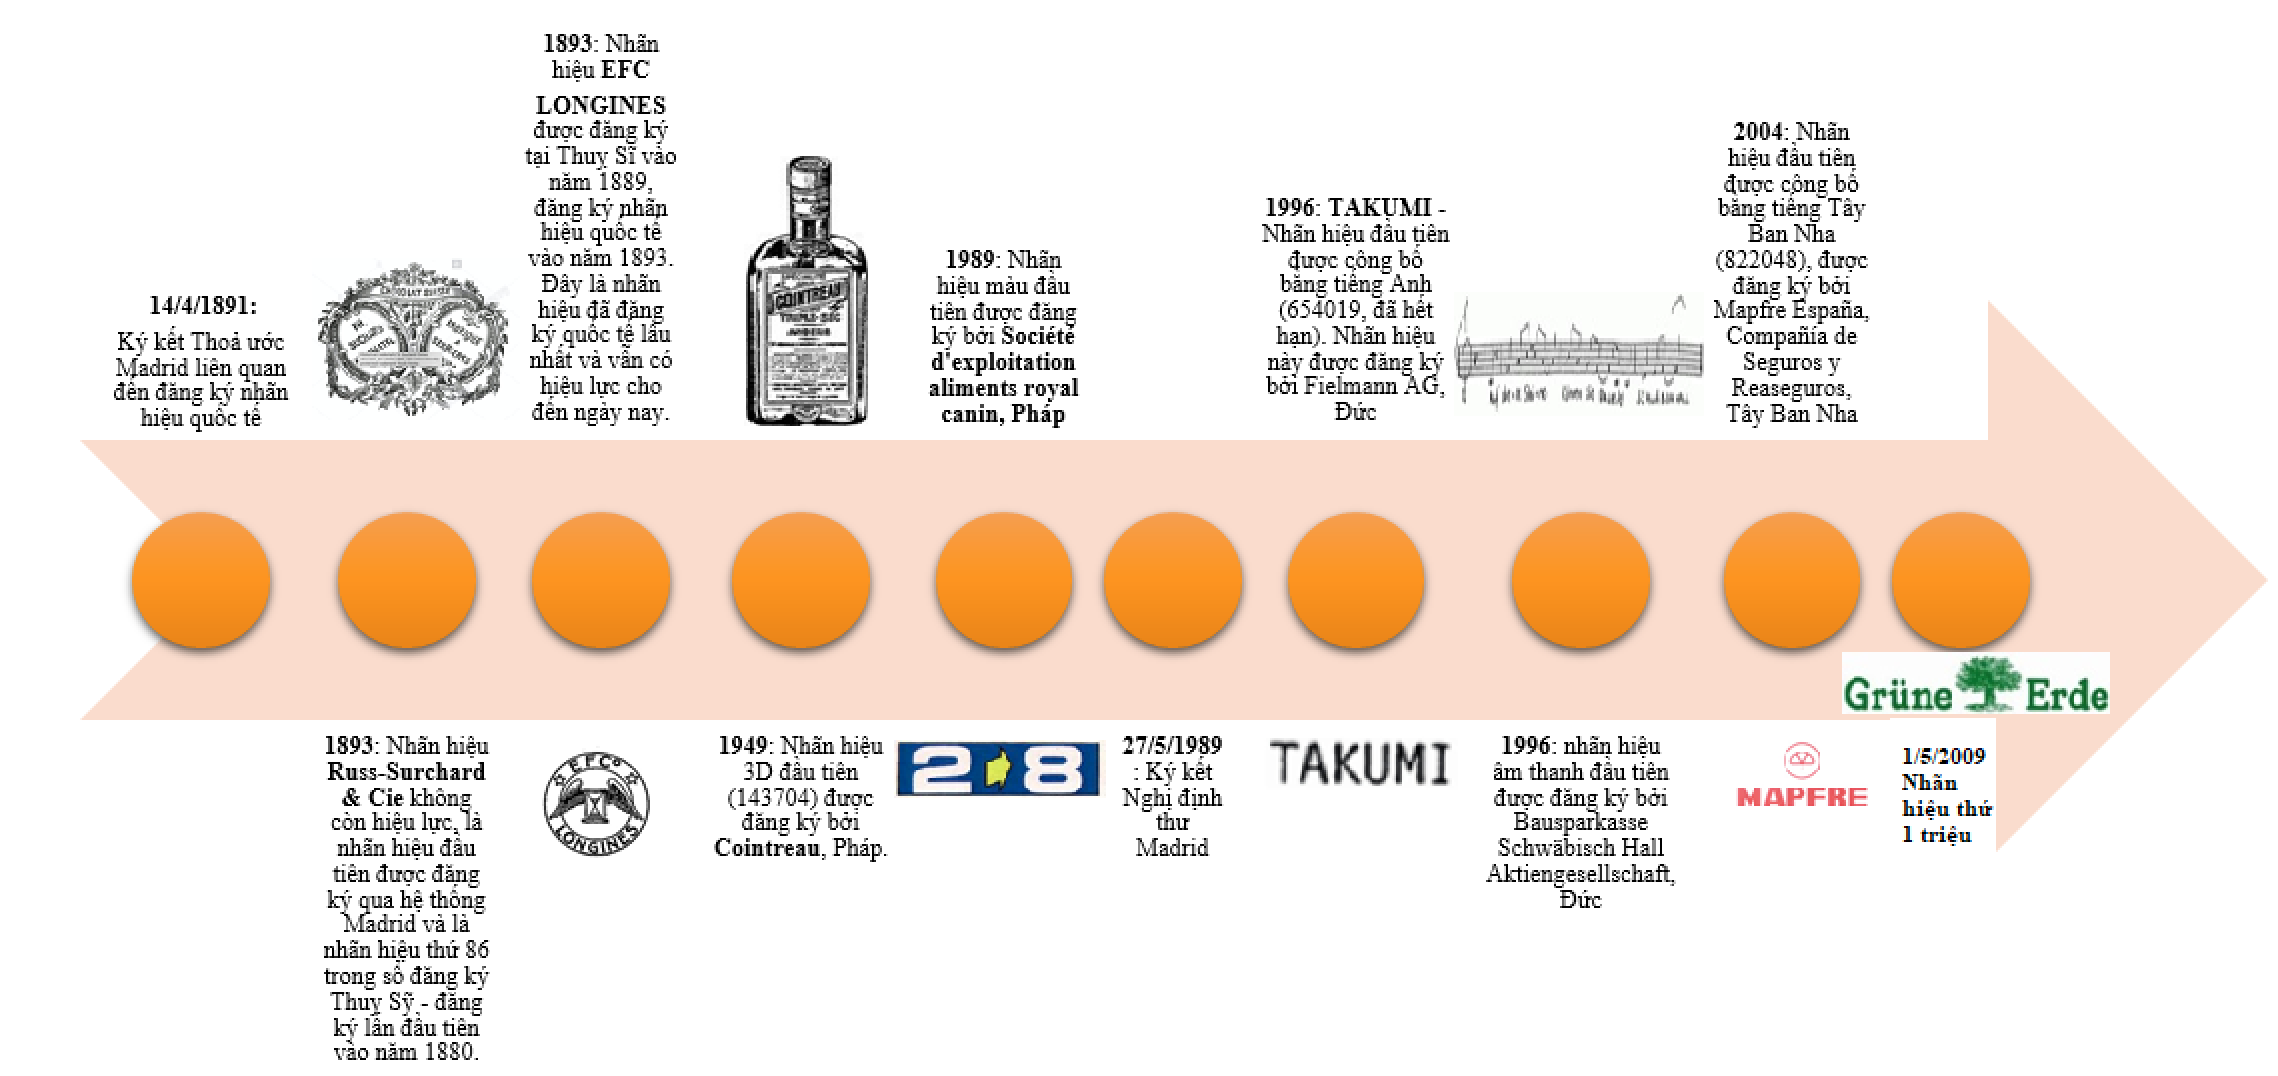 14/4/1891:
Ký kết Thoả ước
Madrid liên quan
đến đăng ký nhãn
hiệu quốc tế
1893: Nhãn hiệu
Russ-Surchard
& Cie không
còn hiệu lực, là
nhãn hiệu đầu
tiên được đăng
ký qua hệ thống
Madrid và là
nhãn hiệu thứ 86
trong sổ đăng ký
Thuỵ Sỹ - đăng
ký lần đầu tiên
vào năm 1880.
1893: Nhãn
hiệu EFC
LONGINES
được đăng ký
tại Thuỵ Sĩ vào
năm 1889,
đăng ký nhãn
hiệu quốc tế
vào năm 1893.
Đây là nhãn
hiệu đã đăng
ký quốc tế lâu
nhất và vẫn có
hiệu lực cho
đến ngày nay.
EFCº
LONGINES
COINTREAU
TRIPLE-SEC
1949: Nhãn hiệu
3D đầu tiên
(143704) được
đăng ký bởi
Cointreau, Pháp.
1989: Nhãn
hiệu màu đầu
tiên được đăng
ký bởi Société
d'exploitation
aliments royal
canin, Pháp
2 8
27/5/1989
: Ký kết
Nghị định
thư
Madrid
1996: TAKUMI -
Nhãn hiệu đầu tiên
được công bố
bằng tiếng Anh
(654019, đã hết
hạn). Nhãn hiệu
này được đăng ký
bởi Fielmann AG,
Đức
TAKUMI
1996: nhãn hiệu
âm thanh đầu tiên
được đăng ký bởi
Bausparkasse
Schwäbisch Hall
Aktiengesellschaft,
Đức
2004: Nhãn
hiệu đầu tiên
được công bố
bằng tiếng Tây
Ban Nha
(822048), được
đăng ký bởi
Mapfre España,
Compañía de
Seguros y
Reaseguros,
Tây Ban Nha
MAPFRE
Grüne Erde
1/5/2009
Nhãn
hiệu thứ
1 triệu